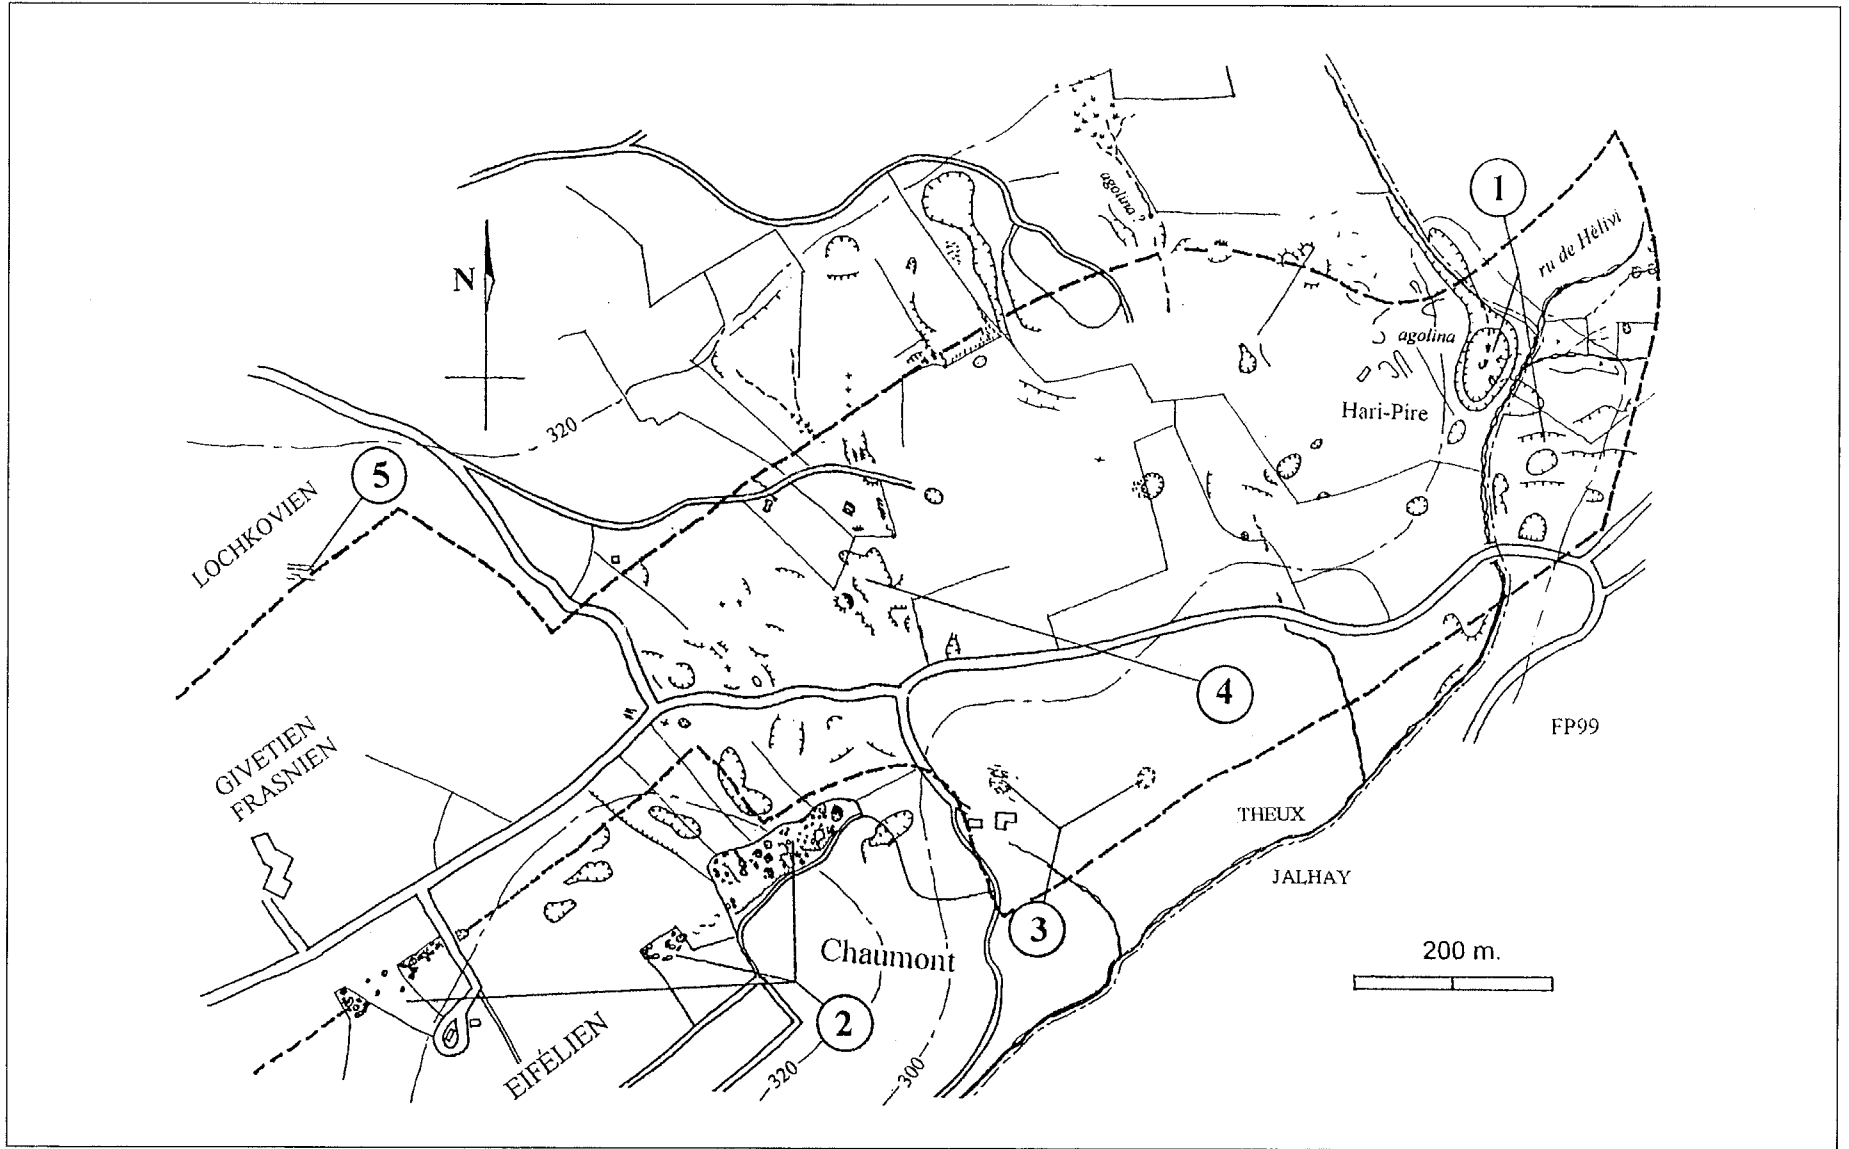 1
agolina?
ru de Hèlivi
N
agolina
Hari-Pire
320
5
LOCHKOVIEN
4
GIVETIEN
FRASNIEN
FP99
THEUX
JALHAY
3
200 m.
Chaumont
2
EIFÉLIEN
320
300